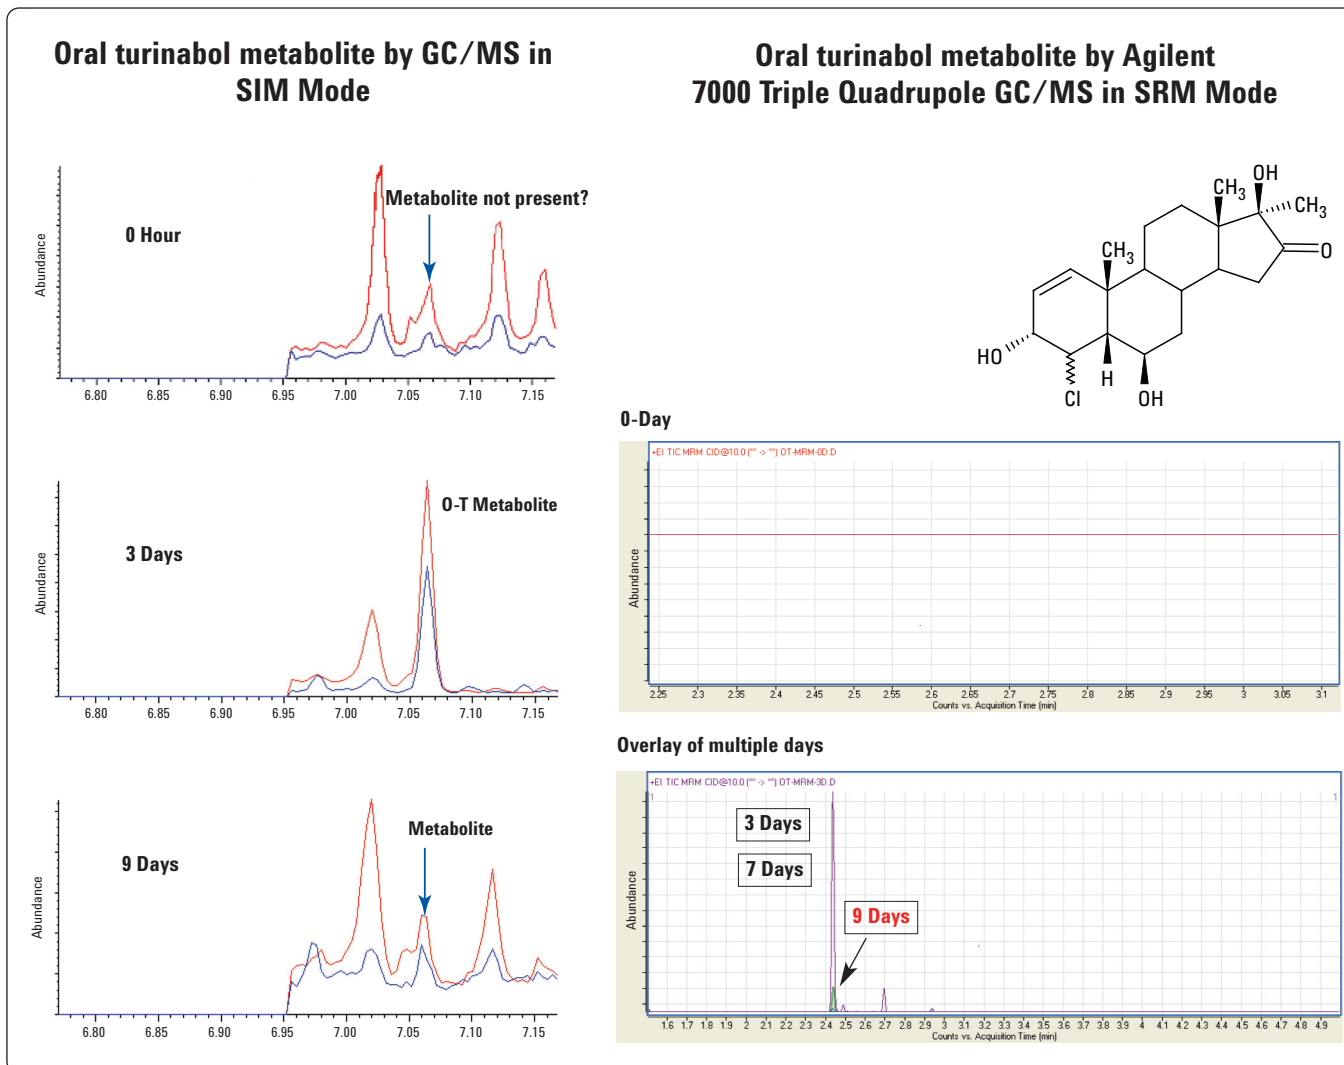 Oral turinabol metabolite by GC/MS in
SIM Mode
Oral turinabol metabolite by Agilent
7000 Triple Quadrupole GC/MS in SRM Mode
Abundance
0 Hour
Metabolite not present?
6.80 6.85 6.90 6.95 7.00 7.05 7.10 7.15
Abundance
3 Days
O-T Metabolite
6.80 6.85 6.90 6.95 7.00 7.05 7.10 7.15
Abundance
9 Days
Metabolite
6.80 6.85 6.90 6.95 7.00 7.05 7.10 7.15
OH
CH3
CH3
CH3
O
HO
H
Cl
OH
0-Day
+EI TIC MRM CID@10.0 (** -> **) OT-MRM-0D.D
Abundance
2.25 2.3 2.35 2.4 2.45 2.5 2.55 2.6 2.65 2.7 2.75 2.8 2.85 2.9 2.95 3 3.05 3.1
Counts vs. Acquisition Time (min)
Overlay of multiple days
+EI TIC MRM CID@10.0 (** -> **) OT-MRM-3D.D
1 1
Abundance
3 Days
7 Days
9 Days
1.6 1.7 1.8 1.9 2 2.1 2.2 2.3 2.4 2.5 2.6 2.7 2.8 2.9 3 3.1 3.2 3.3 3.4 3.5 3.6 3.7 3.8 3.9 4 4.1 4.2 4.3 4.4 4.5 4.6 4.7 4.8 4.9
Counts vs. Acquisition Time (min)